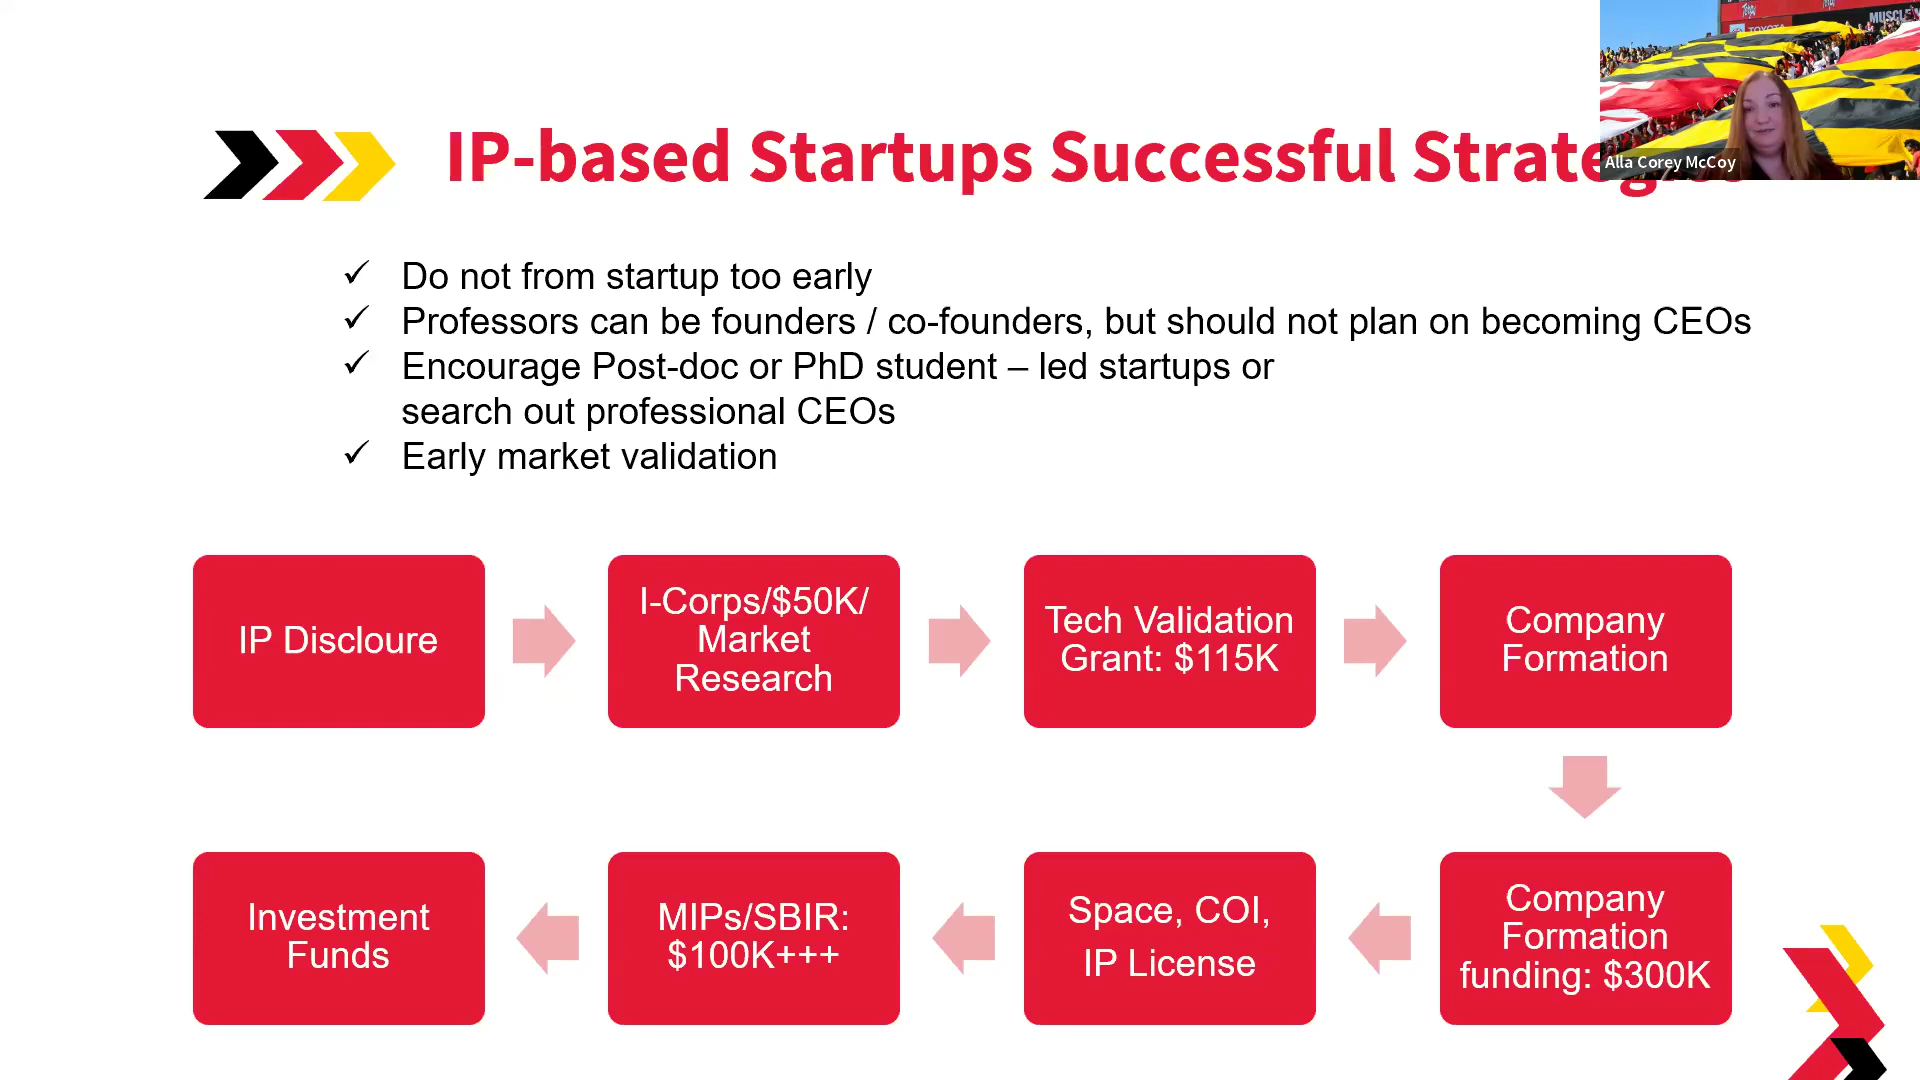 IP-based Startups Successful Strategies
Alla Corey McCoy
TOYOTA
✓ Do not from startup too early
✓ Professors can be founders / co-founders, but should not plan on becoming CEOs
✓ Encourage Post-doc or PhD student – led startups or
search out professional CEOs
✓ Early market validation
IP Discloure
I-Corps/$50K/
Market
Research
Tech Validation
Grant: $115K
Company
Formation
Investment
Funds
MIPs/SBIR:
$100K+++
Space, COI,
IP License
Company
Formation
funding: $300K